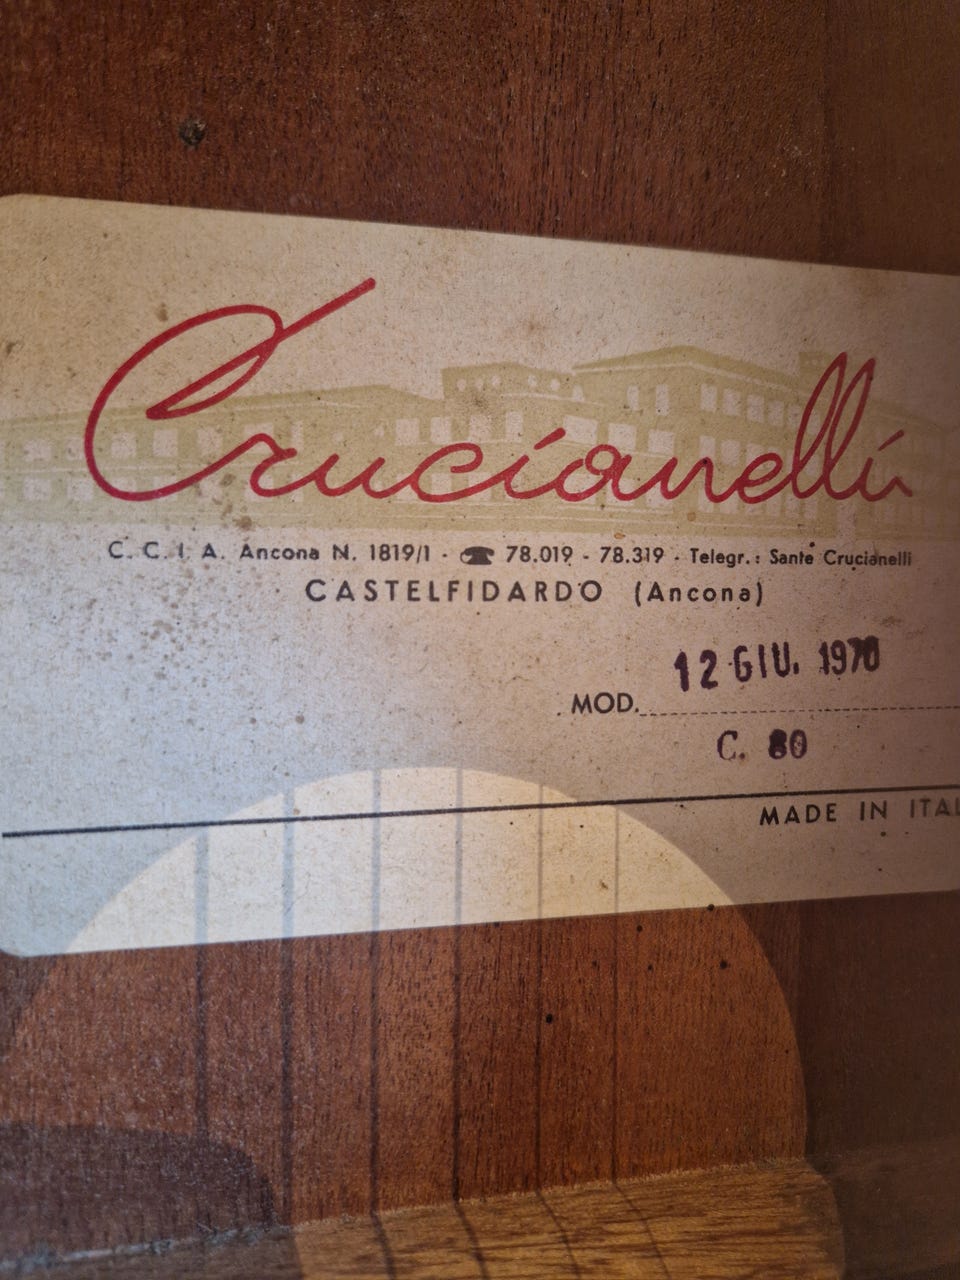 Crucianelli
C. C. I. A. Ancona N. 1819/1 - ☎ 78.019 - 78.319 - Telegr.: Sante Crucianelli
CASTELFIDARDO (Ancona)
12 GIU. 1970
MOD.
C. 80
MADE IN ITAL